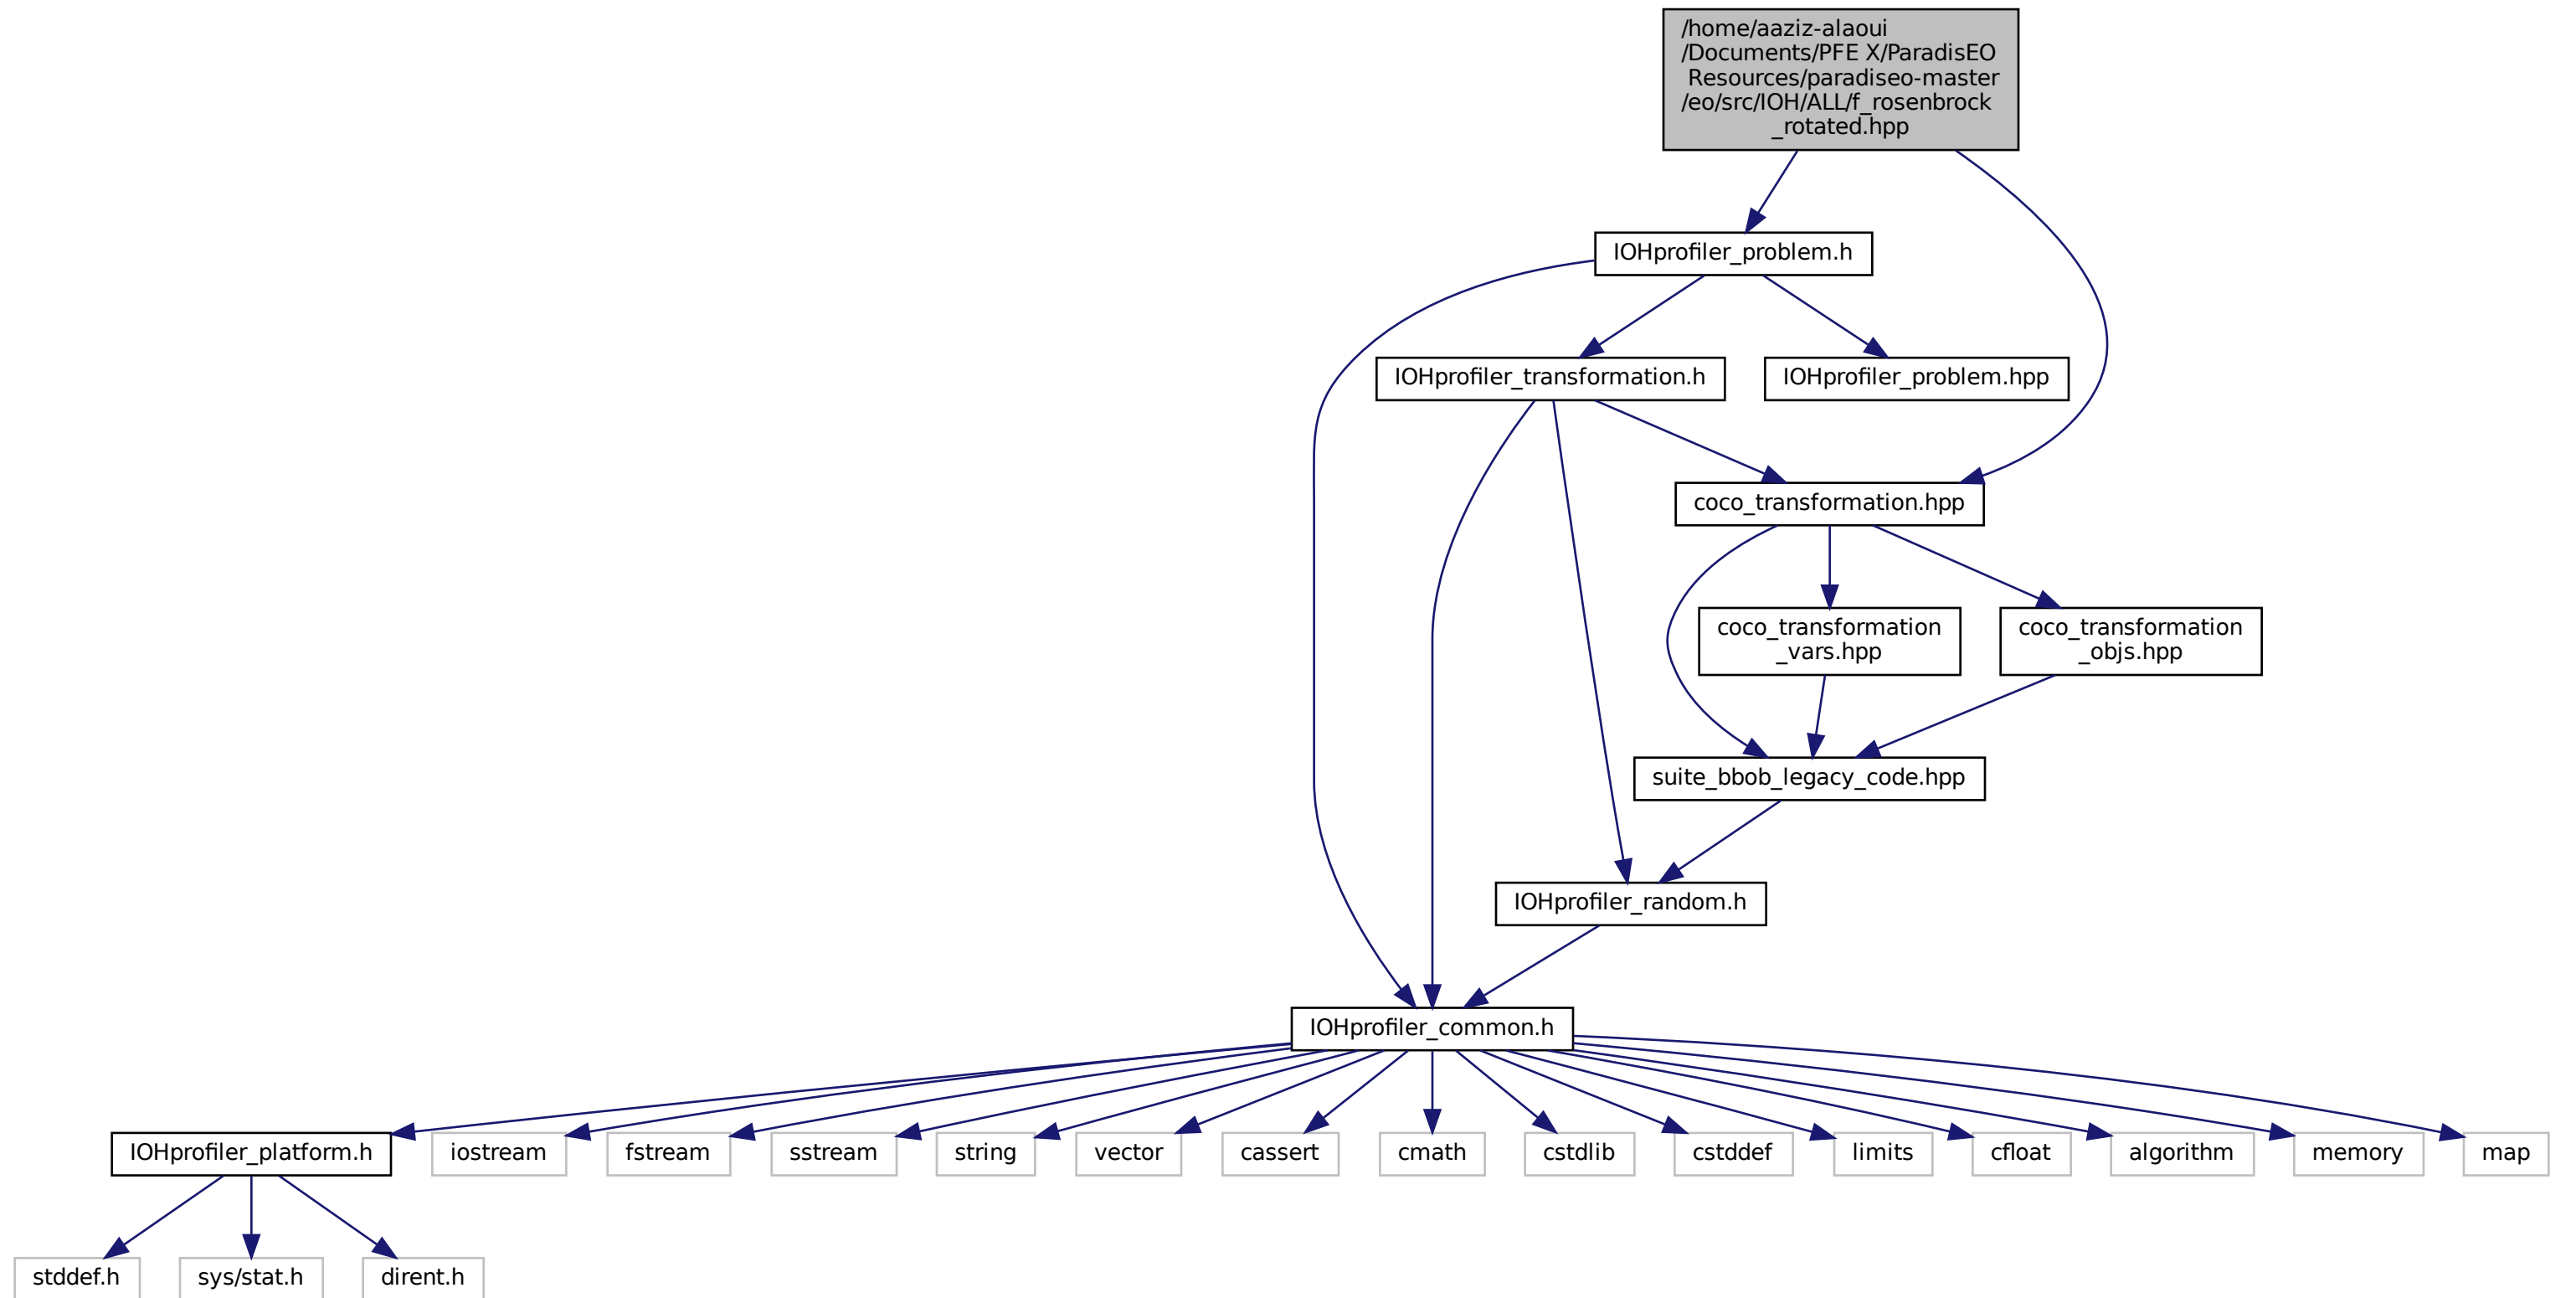 /home/aaziz-alaoui
/Documents/PFE X/ParadisEO
Resources/paradiseo-master
/eo/src/IOH/ALL/f_rosenbrock
_rotated.hpp
IOHprofiler_problem.h
IOHprofiler_transformation.h
IOHprofiler_problem.hpp
coco_transformation.hpp
coco_transformation
_vars.hpp
coco_transformation
_objs.hpp
suite_bbob_legacy_code.hpp
IOHprofiler_random.h
IOHprofiler_common.h
IOHprofiler_platform.h
iostream
fstream
sstream
string
vector
cassert
cmath
cstdlib
cstddef
limits
cfloat
algorithm
memory
map
stddef.h
sys/stat.h
dirent.h